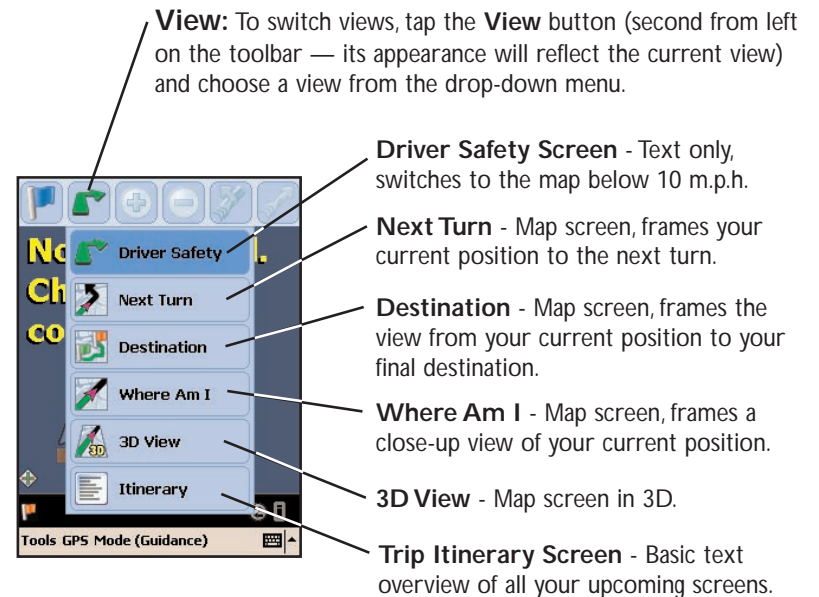 View: To switch views, tap the View button (second from left
on the toolbar — its appearance will reflect the current view)
and choose a view from the drop-down menu.
Driver Safety Screen - Text only,
switches to the map below 10 m.p.h.
Next Turn - Map screen, frames your
current position to the next turn.
Destination - Map screen, frames the
view from your current position to your
final destination.
Where Am I - Map screen, frames a
close-up view of your current position.
3D View - Map screen in 3D.
Trip Itinerary Screen - Basic text
overview of all your upcoming screens.
Driver Safety
Next Turn
Destination
Where Am I
3D
3D View
Itinerary
Tools GPS Mode (Guidance)